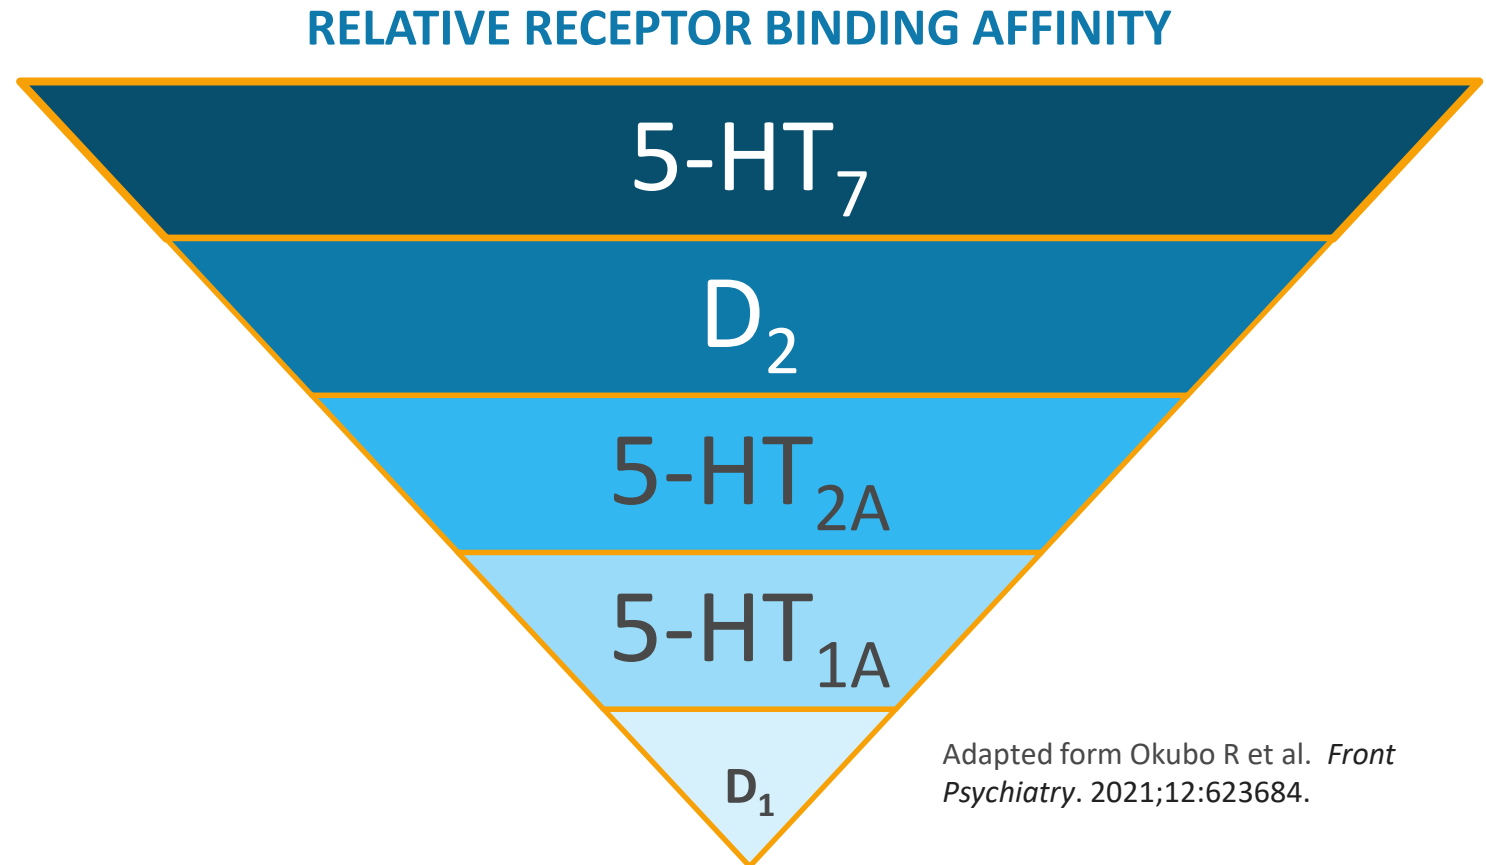 RELATIVE RECEPTOR BINDING AFFINITY
5-HT₇
D₂
5-HT₂A
5-HT₁A
D₁
Adapted form Okubo R et al. Front
Psychiatry. 2021;12:623684.